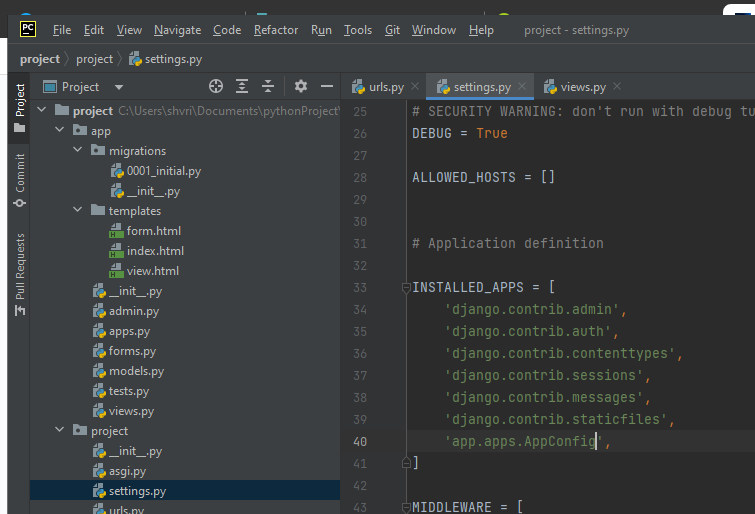 PC File Edit View Navigate Code Refactor Run Tools Git Window Help project - settings.py
project project settings.py
Project
Commit
Pull Requests
Project
project C:\Users\shvri\Documents\pythonProject\
app
migrations
0001_initial.py
__init__.py
templates
form.html
index.html
view.html
__init__.py
admin.py
apps.py
forms.py
models.py
tests.py
views.py
project
__init__.py
asgi.py
settings.py
urls.py
urls.py settings.py views.py
25 # SECURITY WARNING: don't run with debug tu
26 DEBUG = True
27
28 ALLOWED_HOSTS = []
29
30
31 # Application definition
32
33 INSTALLED_APPS = [
34 'django.contrib.admin',
35 'django.contrib.auth',
36 'django.contrib.contenttypes',
37 'django.contrib.sessions',
38 'django.contrib.messages',
39 'django.contrib.staticfiles',
40 'app.apps.AppConfig',
41 ]
42
43 MIDDLEWARE = [